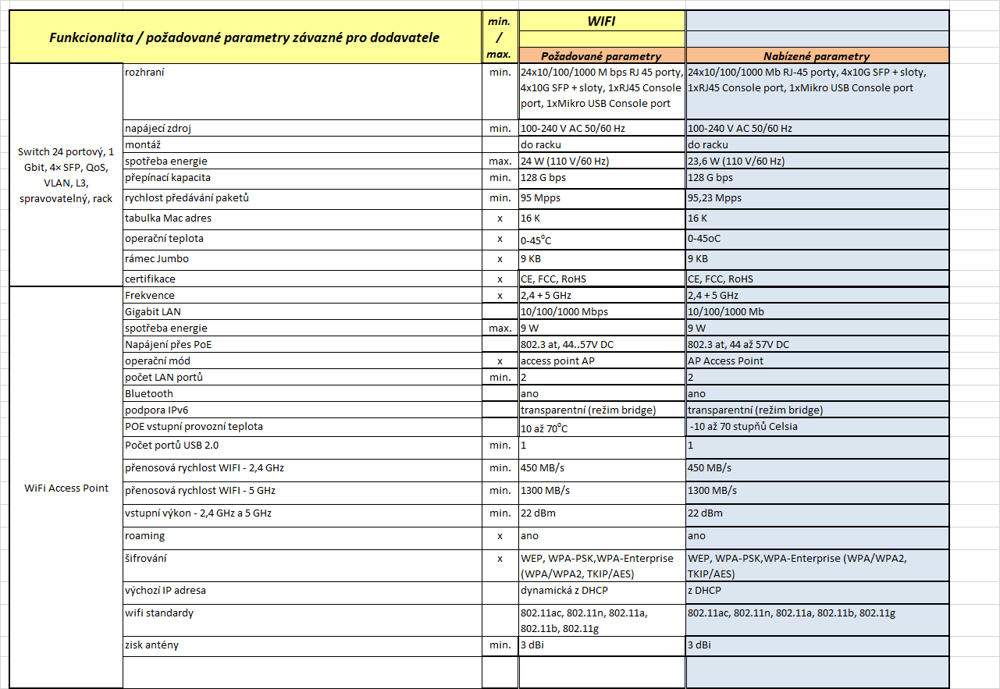 Funkcionalita / požadované parametry závazné pro dodavatele
min.
/
max.
WIFI
Požadované parametry
Nabízené parametry
Switch 24 portový, 1
Gbit, 4× SFP, QoS,
VLAN, L3,
spravovatelný, rack
rozhraní
min.
24x10/100/1000 M bps RJ 45 porty,
4x10G SFP + sloty, 1xRJ45 Console
port, 1xMikro USB Console port
24x10/100/1000 Mb RJ-45 porty, 4x10G SFP + sloty,
1xRJ45 Console port, 1xMikro USB Console port
napájecí zdroj min. 100-240 V AC 50/60 Hz 100-240 V AC 50/60 Hz
montáž do racku do racku
spotřeba energie max. 24 W (110 V/60 Hz) 23,6 W (110 V/60 Hz)
přepínací kapacita min. 128 G bps 128 G bps
rychlost předávání paketů min. 95 Mpps 95,23 Mpps
tabulka Mac adres x 16 K 16 K
operační teplota x 0-45°C 0-45oC
rámec Jumbo x 9 KB 9 KB
certifikace x CE, FCC, RoHS CE, FCC, RoHS
WiFi Access Point
Frekvence x 2,4 + 5 GHz 2,4 + 5 GHz
Gigabit LAN 10/100/1000 Mbps 10/100/1000 Mb
spotřeba energie max. 9 W 9 W
Napájení přes PoE 802.3 at, 44..57V DC 802.3 at, 44 až 57V DC
operační mód x access point AP AP Access Point
počet LAN portů min. 2 2
Bluetooth ano ano
podpora IPv6 transparentní (režim bridge) transparentní (režim bridge)
POE vstupní provozní teplota 10 až 70°C -10 až 70 stupňů Celsia
Počet portů USB 2.0 min. 1 1
přenosová rychlost WIFI - 2,4 GHz min. 450 MB/s 450 MB/s
přenosová rychlost WIFI - 5 GHz min. 1300 MB/s 1300 MB/s
vstupní výkon - 2,4 GHz a 5 GHz min. 22 dBm 22 dBm
roaming x ano ano
šifrování x
WEP, WPA-PSK,WPA-Enterprise
(WPA/WPA2, TKIP/AES)
WEP, WPA-PSK,WPA-Enterprise (WPA/WPA2,
TKIP/AES)
výchozí IP adresa dynamická z DHCP z DHCP
wifi standardy
802.11ac, 802.11n, 802.11a,
802.11b, 802.11g
802.11ac, 802.11n, 802.11a, 802.11b, 802.11g
zisk antény min. 3 dBi 3 dBi